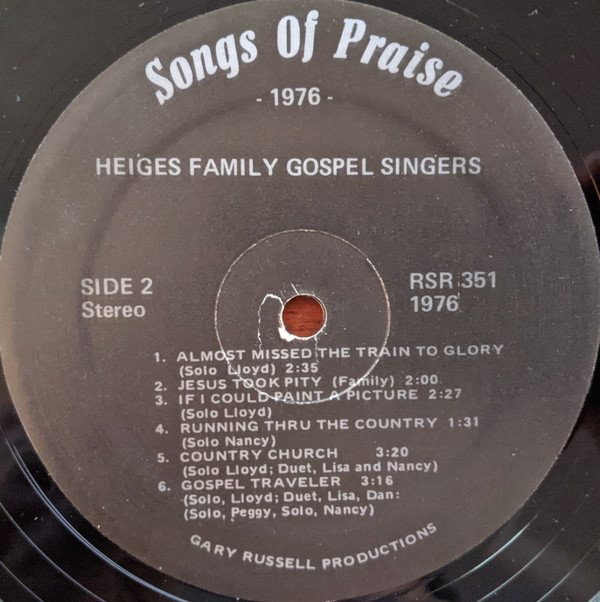 Songs Of Praise
- 1976 -
HEIGES FAMILY GOSPEL SINGERS
SIDE 2
Stereo
RSR 351
1976
1. ALMOST MISSED THE TRAIN TO GLORY
(Solo Lloyd) 2:35
2. JESUS TOOK PITY (Family) 2:00
3. IF I COULD PAINT A PICTURE 2:27
(Solo Lloyd)
4. RUNNING THRU THE COUNTRY 1:31
(Solo Nancy)
5. COUNTRY CHURCH 3:20
(Solo Lloyd; Duet, Lisa and Nancy)
6. GOSPEL TRAVELER 3:16
(Solo, Lloyd; Duet, Lisa, Dan:
(Solo, Peggy, Solo, Nancy)
GARY RUSSELL PRODUCTIONS